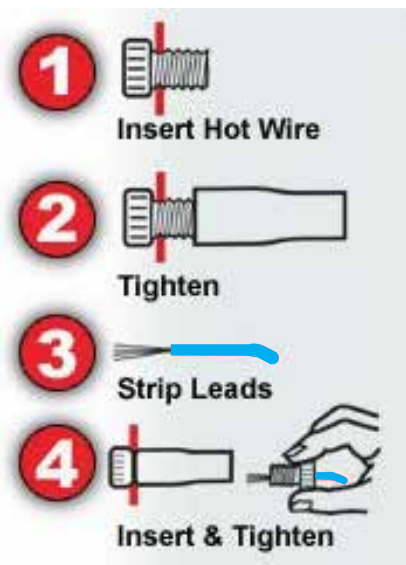 1
Insert Hot Wire
2
Tighten
3
Strip Leads
4
Insert & Tighten